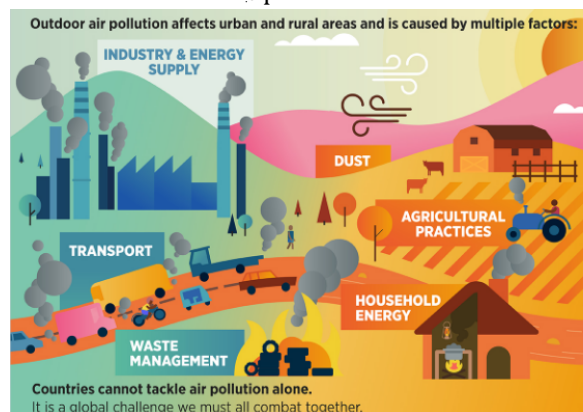 Outdoor air pollution affects urban and rural areas and is caused by multiple factors:
INDUSTRY & ENERGY
SUPPLY
DUST
AGRICULTURAL
PRACTICES
TRANSPORT
HOUSEHOLD
ENERGY
WASTE
MANAGEMENT
Countries cannot tackle air pollution alone.
It is a global challenge we must all combat together.